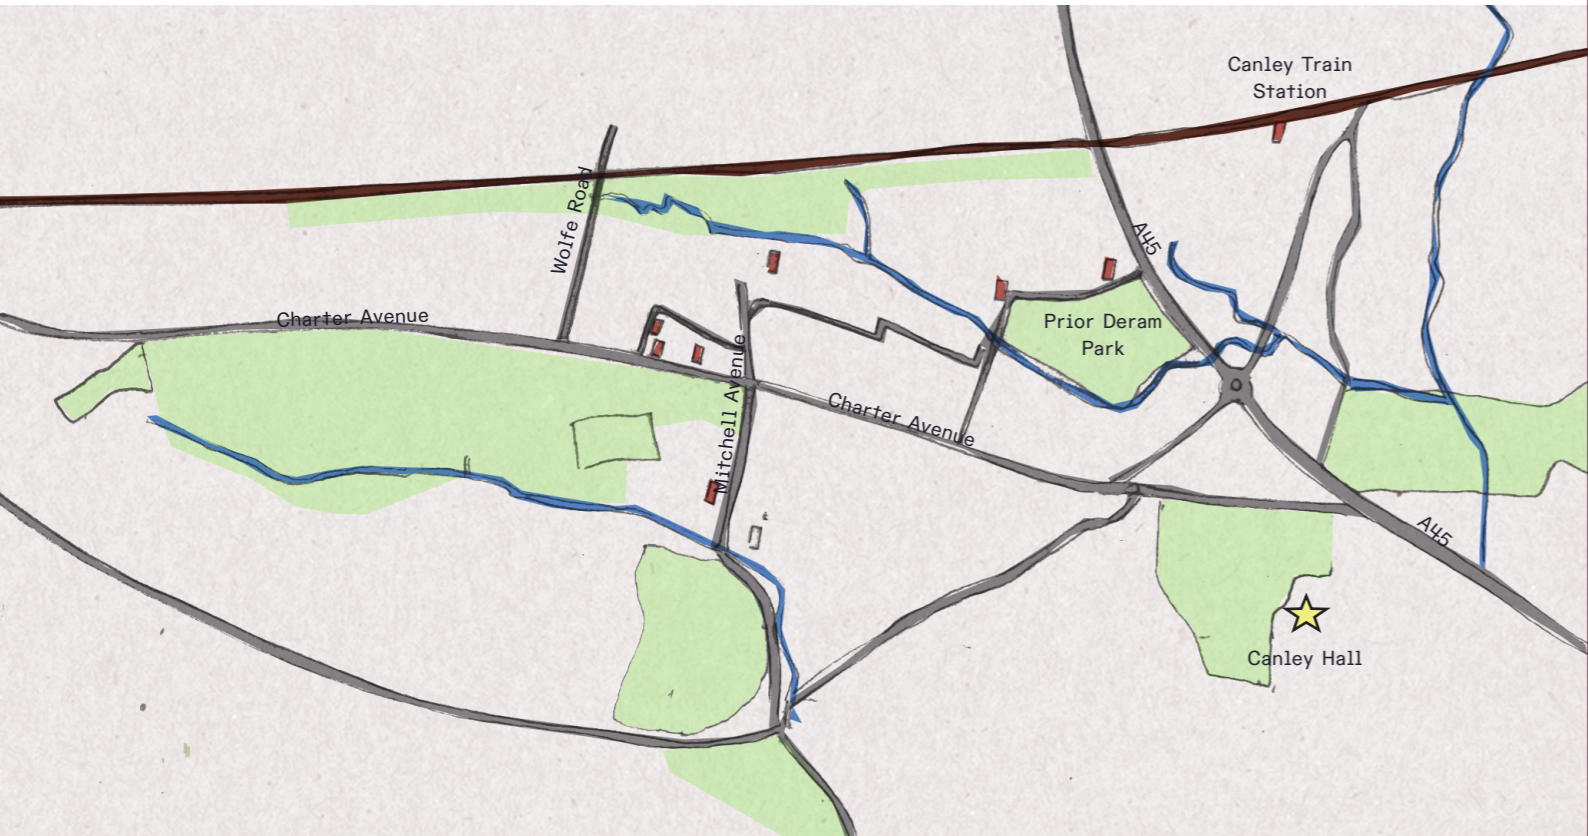 Canley Train
Station
Wolfe Road
A45
Charter Avenue
Prior Deram
Park
Mitchell Avenue
Charter Avenue
A45
Canley Hall